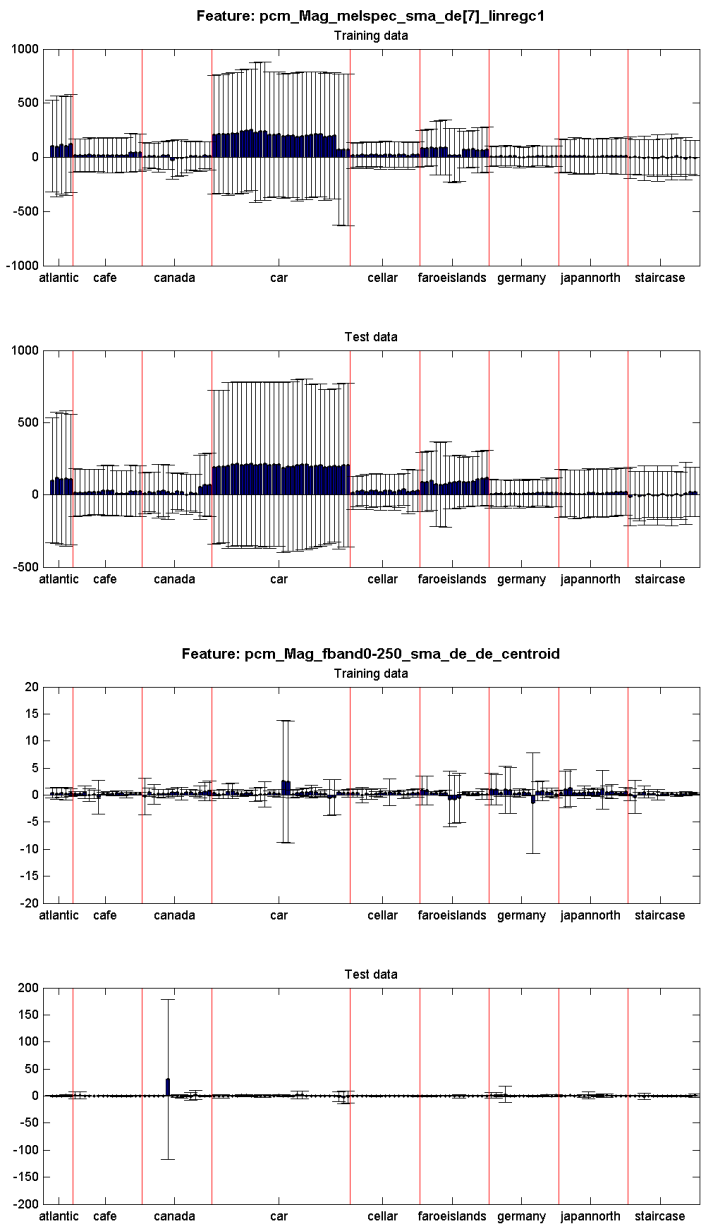 Feature: pcm_Mag_melspec_sma_de[7]_linregc1
Training data
1000
500
0
-500
-1000
atlantic cafe canada car cellar faroeislands germany japannorth staircase
Test data
1000
500
0
-500
atlantic cafe canada car cellar faroeislands germany japannorth staircase
Feature: pcm_Mag_fband0-250_sma_de_de_centroid
Training data
20
15
10
5
0
-5
-10
-15
-20
atlantic cafe canada car cellar faroeislands germany japannorth staircase
Test data
200
150
100
50
0
-50
-100
-150
-200
atlantic cafe canada car cellar faroeislands germany japannorth staircase